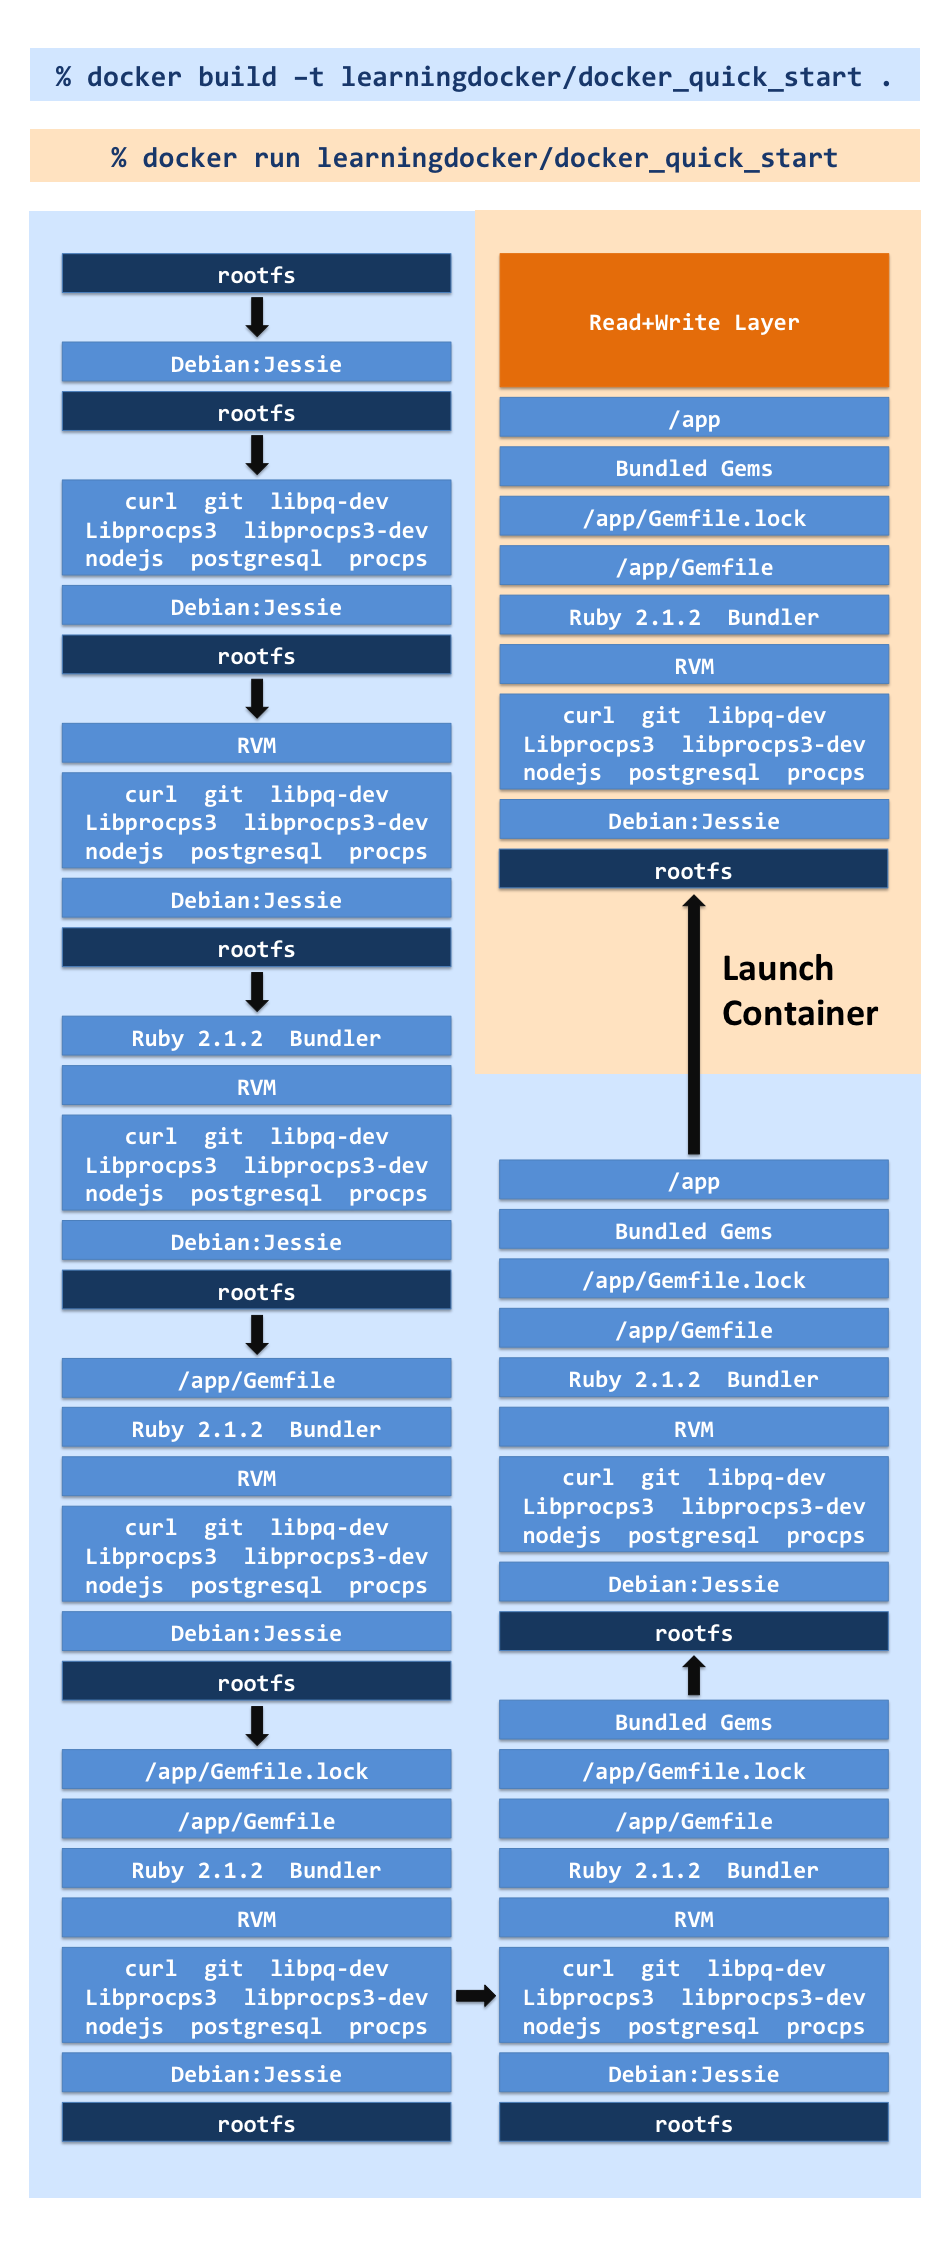 % docker build –t learningdocker/docker_quick_start .
% docker run learningdocker/docker_quick_start
rootfs
Debian:Jessie
rootfs
curl git libpq-dev
Libprocps3 libprocps3-dev
nodejs postgresql procps
Debian:Jessie
rootfs
RVM
curl git libpq-dev
Libprocps3 libprocps3-dev
nodejs postgresql procps
Debian:Jessie
rootfs
Ruby 2.1.2 Bundler
RVM
curl git libpq-dev
Libprocps3 libprocps3-dev
nodejs postgresql procps
Debian:Jessie
rootfs
/app/Gemfile
Ruby 2.1.2 Bundler
RVM
curl git libpq-dev
Libprocps3 libprocps3-dev
nodejs postgresql procps
Debian:Jessie
rootfs
/app/Gemfile.lock
/app/Gemfile
Ruby 2.1.2 Bundler
RVM
curl git libpq-dev
Libprocps3 libprocps3-dev
nodejs postgresql procps
Debian:Jessie
rootfs
Read+Write Layer
/app
Bundled Gems
/app/Gemfile.lock
/app/Gemfile
Ruby 2.1.2 Bundler
RVM
curl git libpq-dev
Libprocps3 libprocps3-dev
nodejs postgresql procps
Debian:Jessie
rootfs
Launch
Container
/app
Bundled Gems
/app/Gemfile.lock
/app/Gemfile
Ruby 2.1.2 Bundler
RVM
curl git libpq-dev
Libprocps3 libprocps3-dev
nodejs postgresql procps
Debian:Jessie
rootfs
Bundled Gems
/app/Gemfile.lock
/app/Gemfile
Ruby 2.1.2 Bundler
RVM
curl git libpq-dev
Libprocps3 libprocps3-dev
nodejs postgresql procps
Debian:Jessie
rootfs